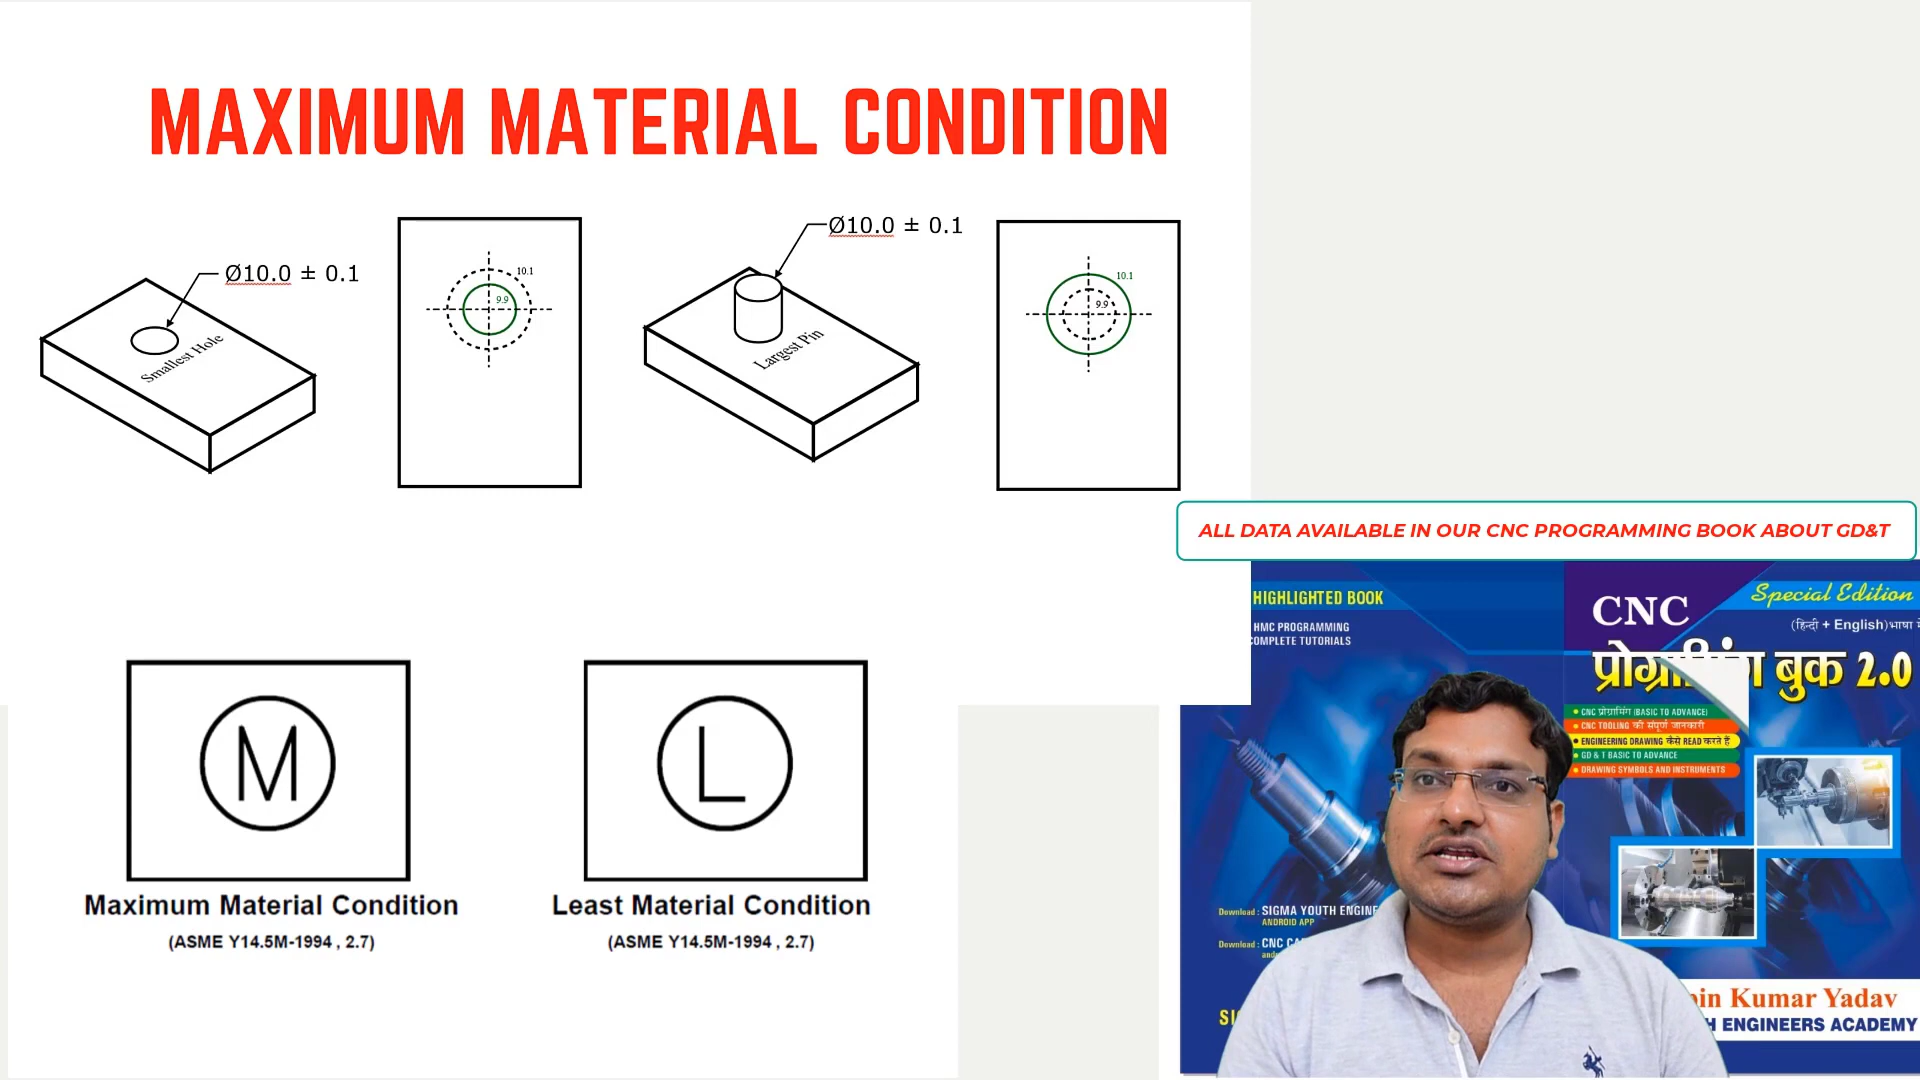 MAXIMUM MATERIAL CONDITION
Ø10.0 ± 0.1
Smallest Hole
10.1
9.9
Ø10.0 ± 0.1
Largest Pin
10.1
9.9
M
Maximum Material Condition
(ASME Y14.5M-1994 , 2.7)
L
Least Material Condition
(ASME Y14.5M-1994 , 2.7)
ALL DATA AVAILABLE IN OUR CNC PROGRAMMING BOOK ABOUT GD&T
HIGHLIGHTED BOOK
HMC PROGRAMMING
TUTORIALS
CNC
Special Edition
(हिन्दी + English) भाषा
बुक 2.0
• CNC प्रोग्रामिंग (BASIC TO ADVANCE)
• CNC TOOLING की संपूर्ण जानकारी
• ENGINEERING DRAWING कैसे READ करते हैं
• GD & T BASIC TO ADVANCE
• DRAWING SYMBOLS AND INSTRUMENTS
Download : SIGMA YOUTH
ANDROID APP
Download : CNC
Kumar Yadav
ENGINEERS ACADEMY